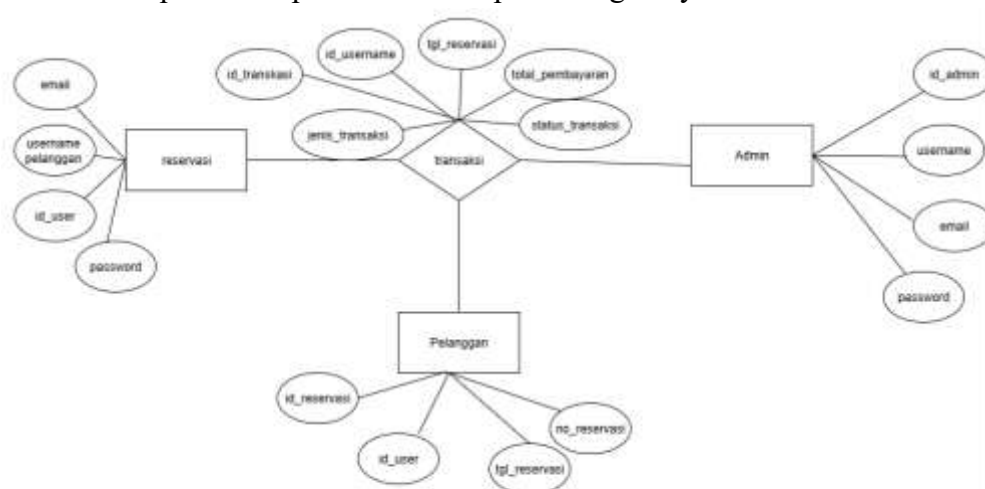 tgl_reservasi
id_username
id_transkasi
total_pembayaran
id_admin
email
jenis_transaksi
status_transaksi
username
pelanggan
reservasi
transaksi
Admin
username
id_user
email
password
password
Pelanggan
id_reservasi
no_reservasi
id_user
tgl_reservasi